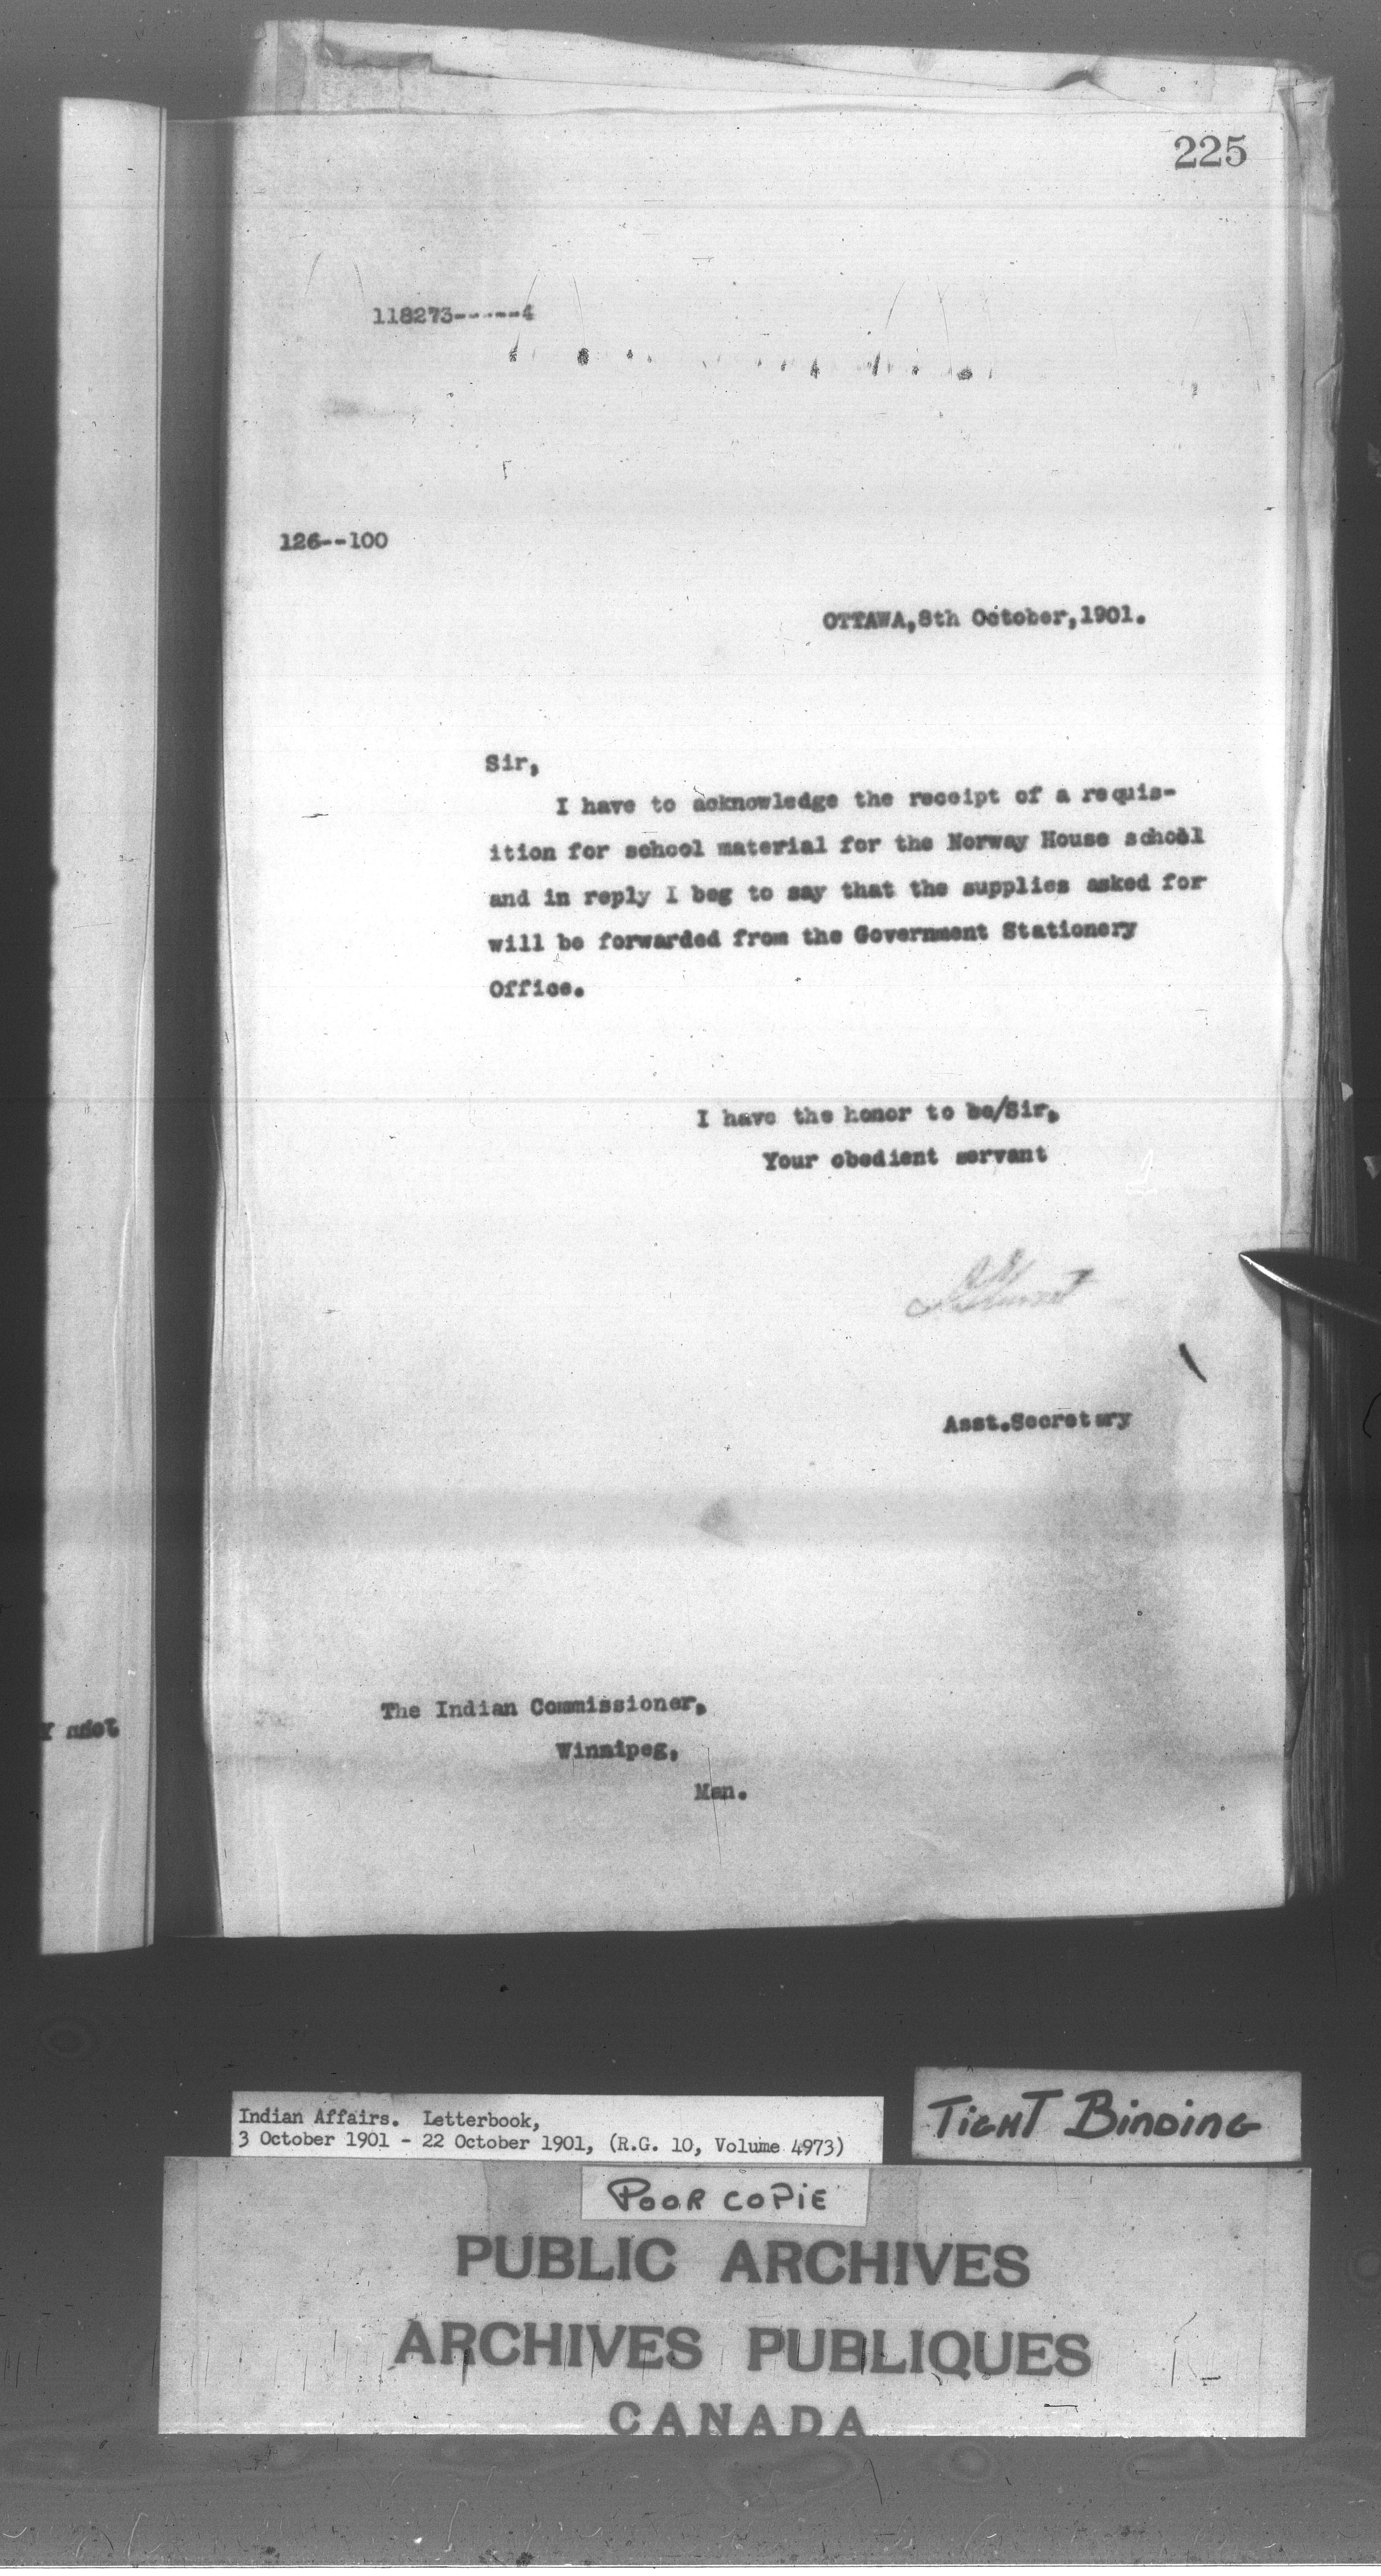 225
118273-----4
126--100
OTTAWA,8th October,1901.
Sir,
I have to acknowledge the receipt of a requis-
ition for school material for the Norway House school
and in reply I beg to say that the supplies asked for
will be forwarded from the Government Stationery
Office.
I have the honor to be/Sir,
Your obedient servant
Asst.Secretary
The Indian Commissioner,
Winnipeg,
Man.
Indian Affairs. Letterbook,
3 October 1901 - 22 October 1901, (R.G. 10, Volume 4973)
TIGHT BINDING
POOR COPIE
PUBLIC ARCHIVES
ARCHIVES PUBLIQUES
CANADA